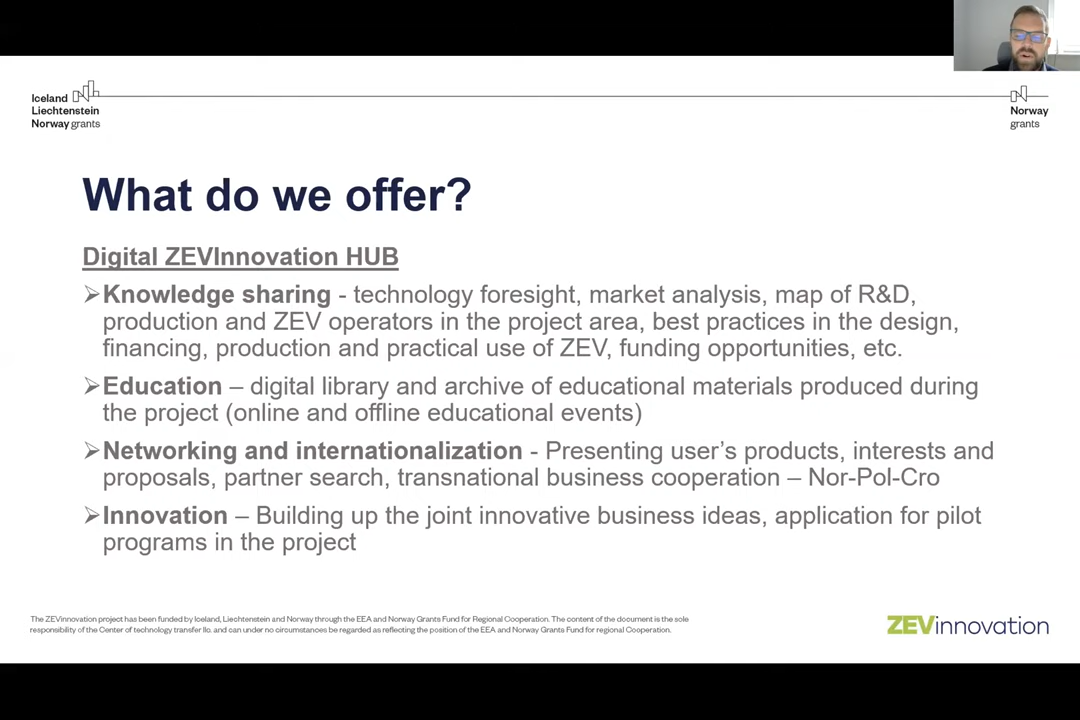 Iceland
Liechtenstein
Norway grants
Norway
grants
What do we offer?
Digital ZEVInnovation HUB
➢Knowledge sharing - technology foresight, market analysis, map of R&D,
production and ZEV operators in the project area, best practices in the design,
financing, production and practical use of ZEV, funding opportunities, etc.
➢Education – digital library and archive of educational materials produced during
the project (online and offline educational events)
➢Networking and internationalization - Presenting user’s products, interests and
proposals, partner search, transnational business cooperation – Nor-Pol-Cro
➢Innovation – Building up the joint innovative business ideas, application for pilot
programs in the project
The ZEVinnovation project has been funded by Iceland, Liechtenstein and Norway through the EEA and Norway Grants Fund for Regional Cooperation. The content of the document is the sole
responsibility of the Center of technology transfer llc. and can under no circumstances be regarded as reflecting the position of the EEA and Norway Grants Fund for regional Cooperation.
ZEVinnovation